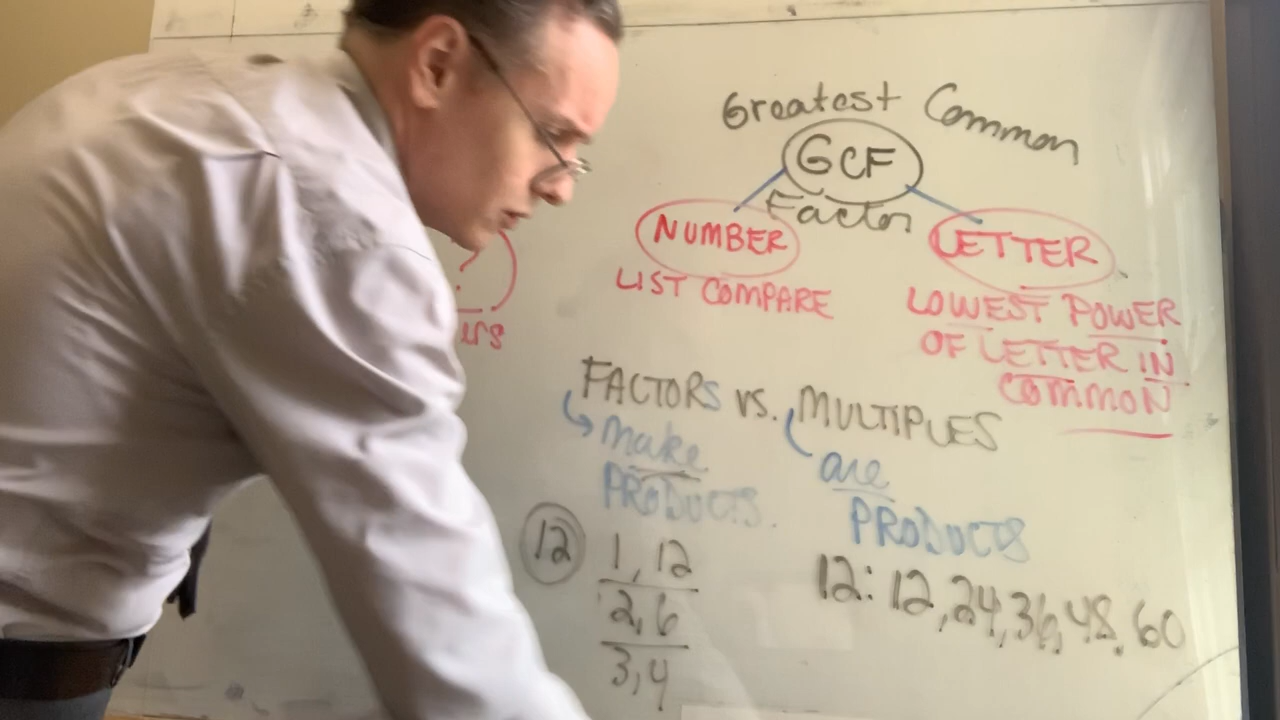 Greatest Common
GCF
Factor
NUMBER
LIST COMPARE
LETTER
LOWEST POWER
OF LETTER IN
COMMON
?
FACTORS vs. MULTIPLES
make
PRODUCTS.
are
PRODUCTS
12
1, 12
2, 6
3, 4
12: 12, 24, 36, 48, 60